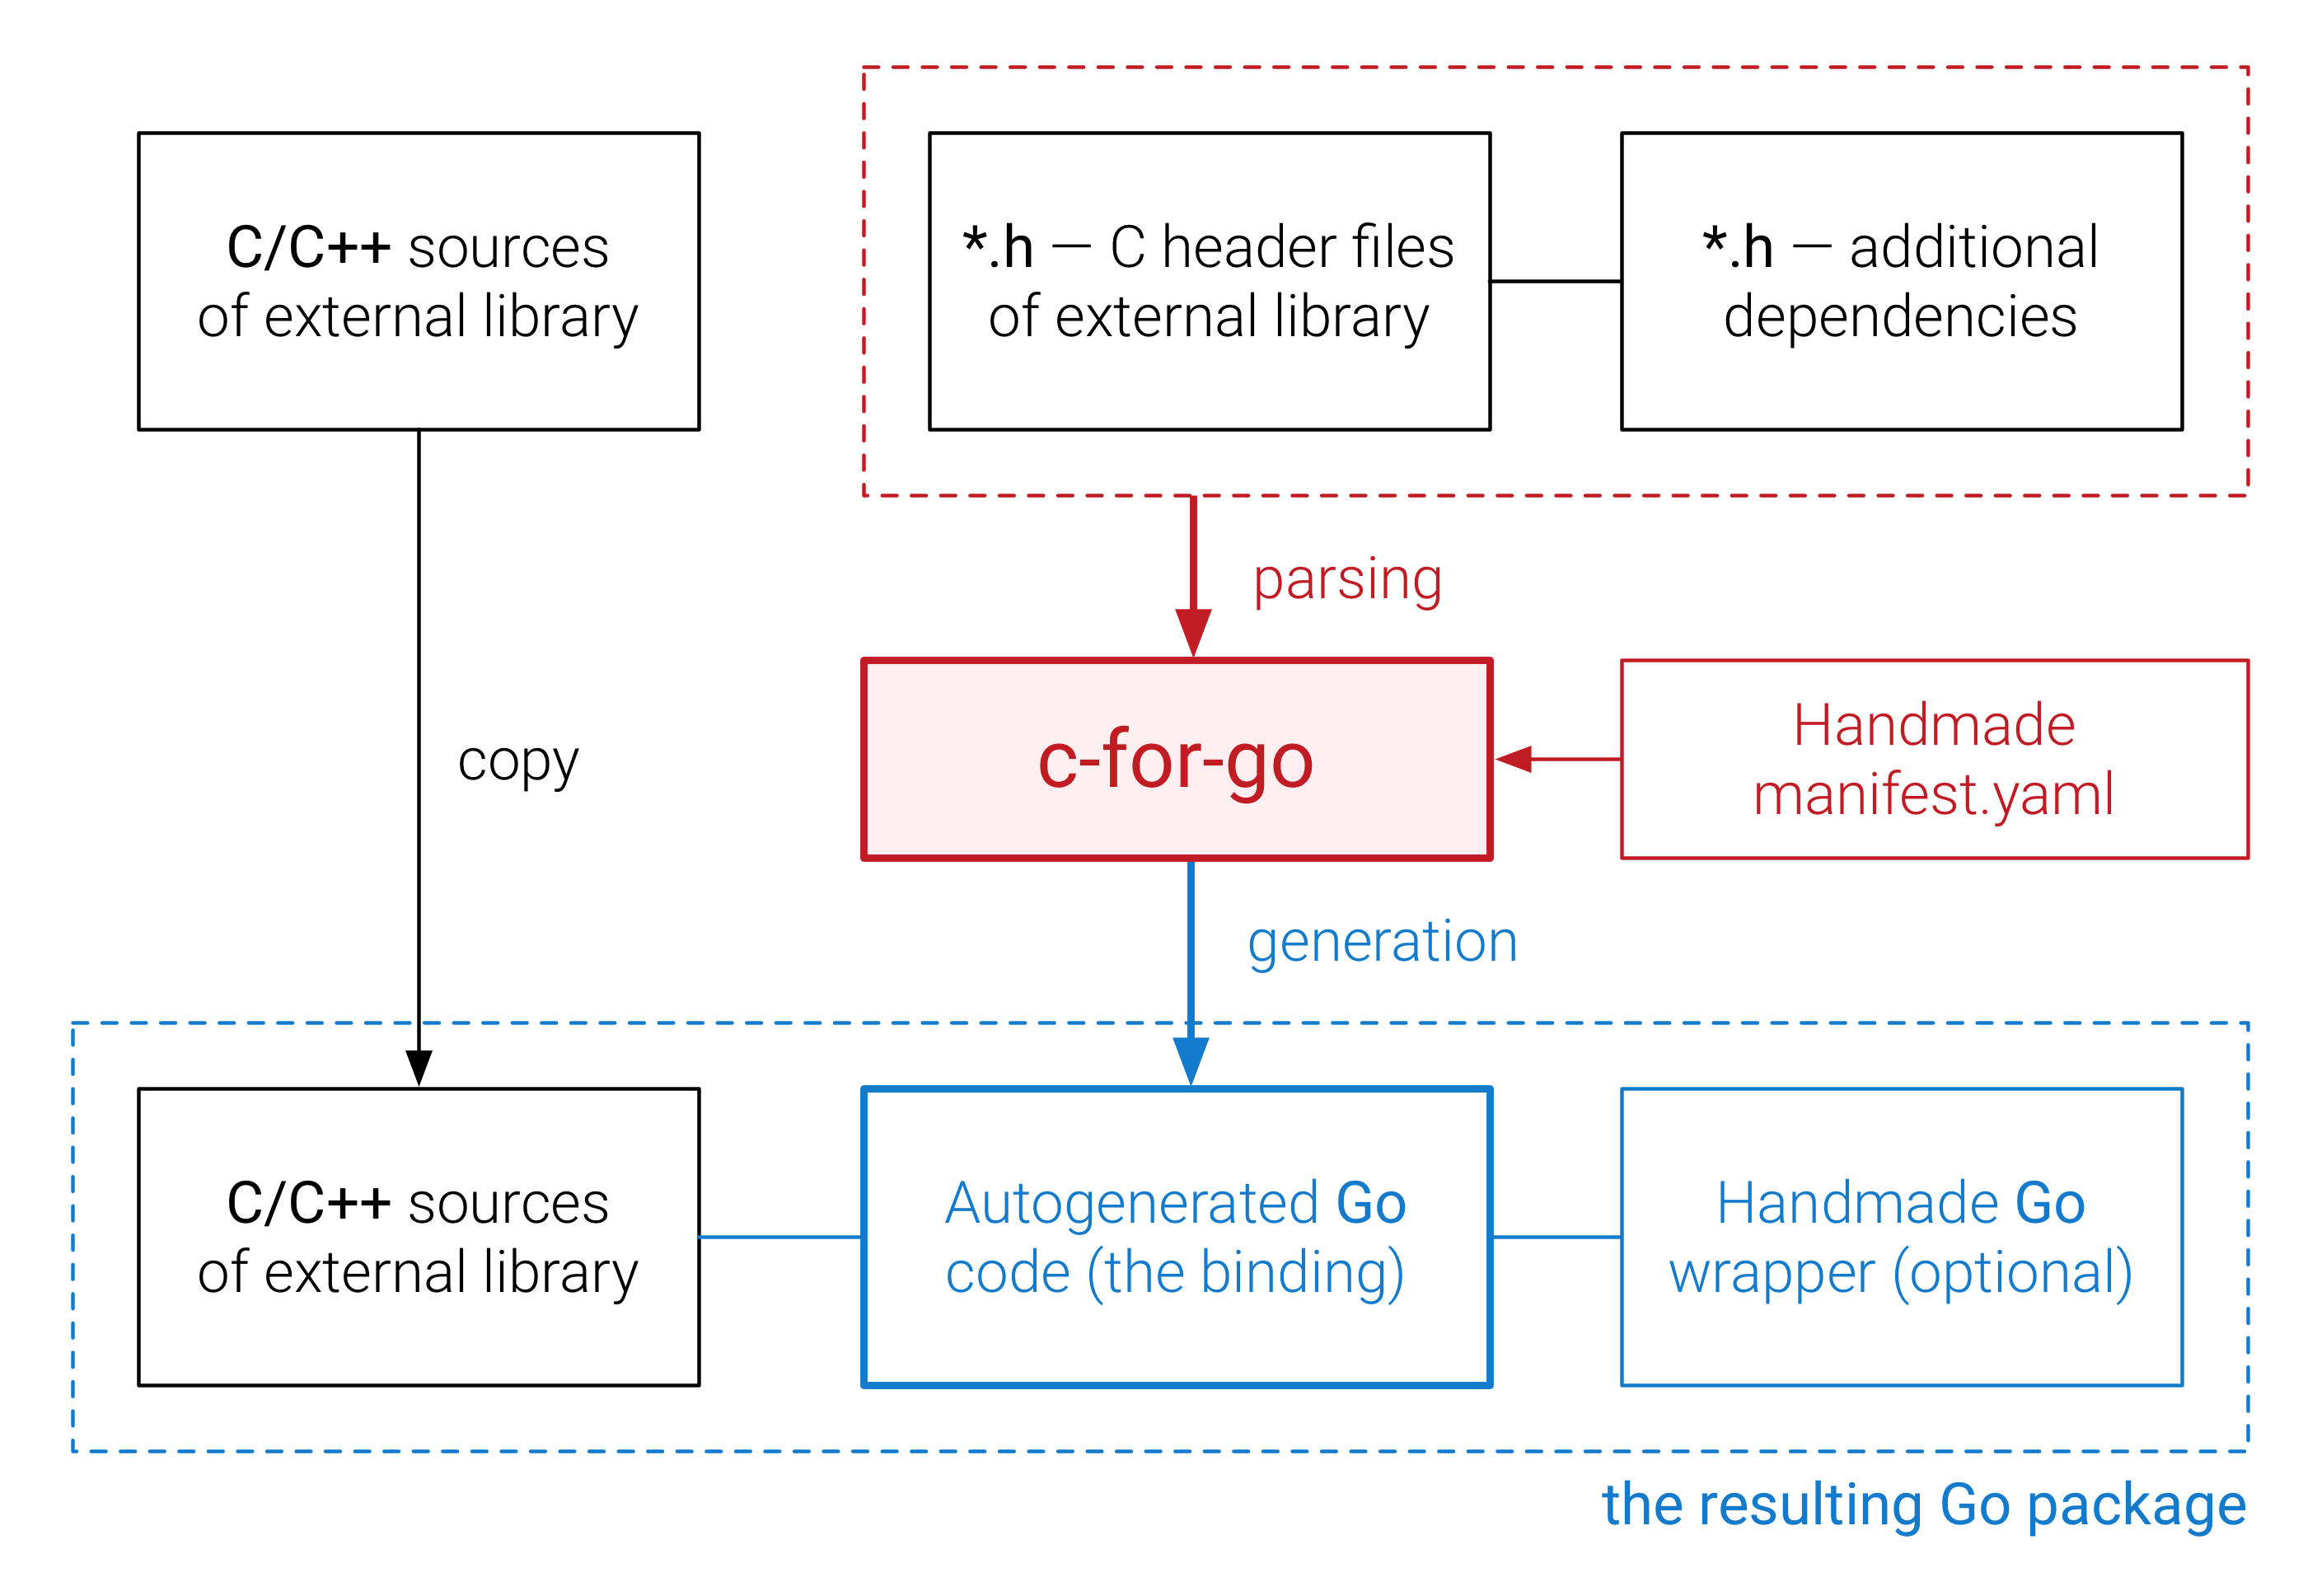 C/C++ sources
of external library
*.h — C header files
of external library
*.h — additional
dependencies
parsing
copy
c-for-go
Handmade
manifest.yaml
generation
C/C++ sources
of external library
Autogenerated Go
code (the binding)
Handmade Go
wrapper (optional)
the resulting Go package